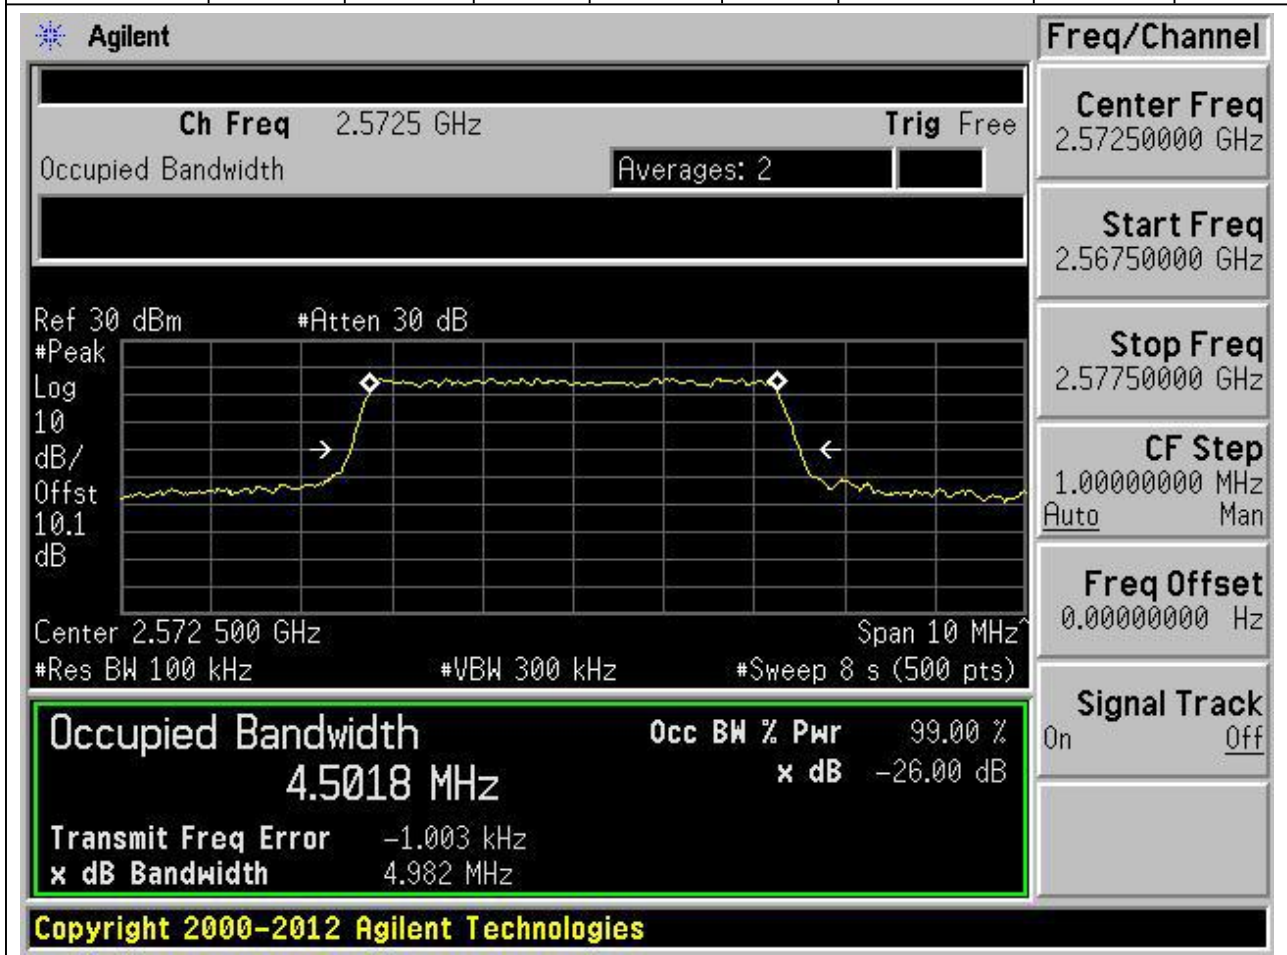 Agilent
Freq/Channel
Ch Freq 2.5725 GHz Trig Free
Occupied Bandwidth Averages: 2
Center Freq
2.57250000 GHz
Start Freq
2.56750000 GHz
Stop Freq
2.57750000 GHz
CF Step
1.00000000 MHz
Auto Man
Freq Offset
0.00000000 Hz
Signal Track
On Off
Ref 30 dBm #Atten 30 dB
#Peak
Log
10
dB/
Offst
10.1
dB
Center 2.572 500 GHz Span 10 MHz^
#Res BW 100 kHz #VBW 300 kHz #Sweep 8 s (500 pts)
Occupied Bandwidth Occ BW % Pwr 99.00 %
4.5018 MHz x dB -26.00 dB
Transmit Freq Error -1.003 kHz
x dB Bandwidth 4.982 MHz
Copyright 2000-2012 Agilent Technologies